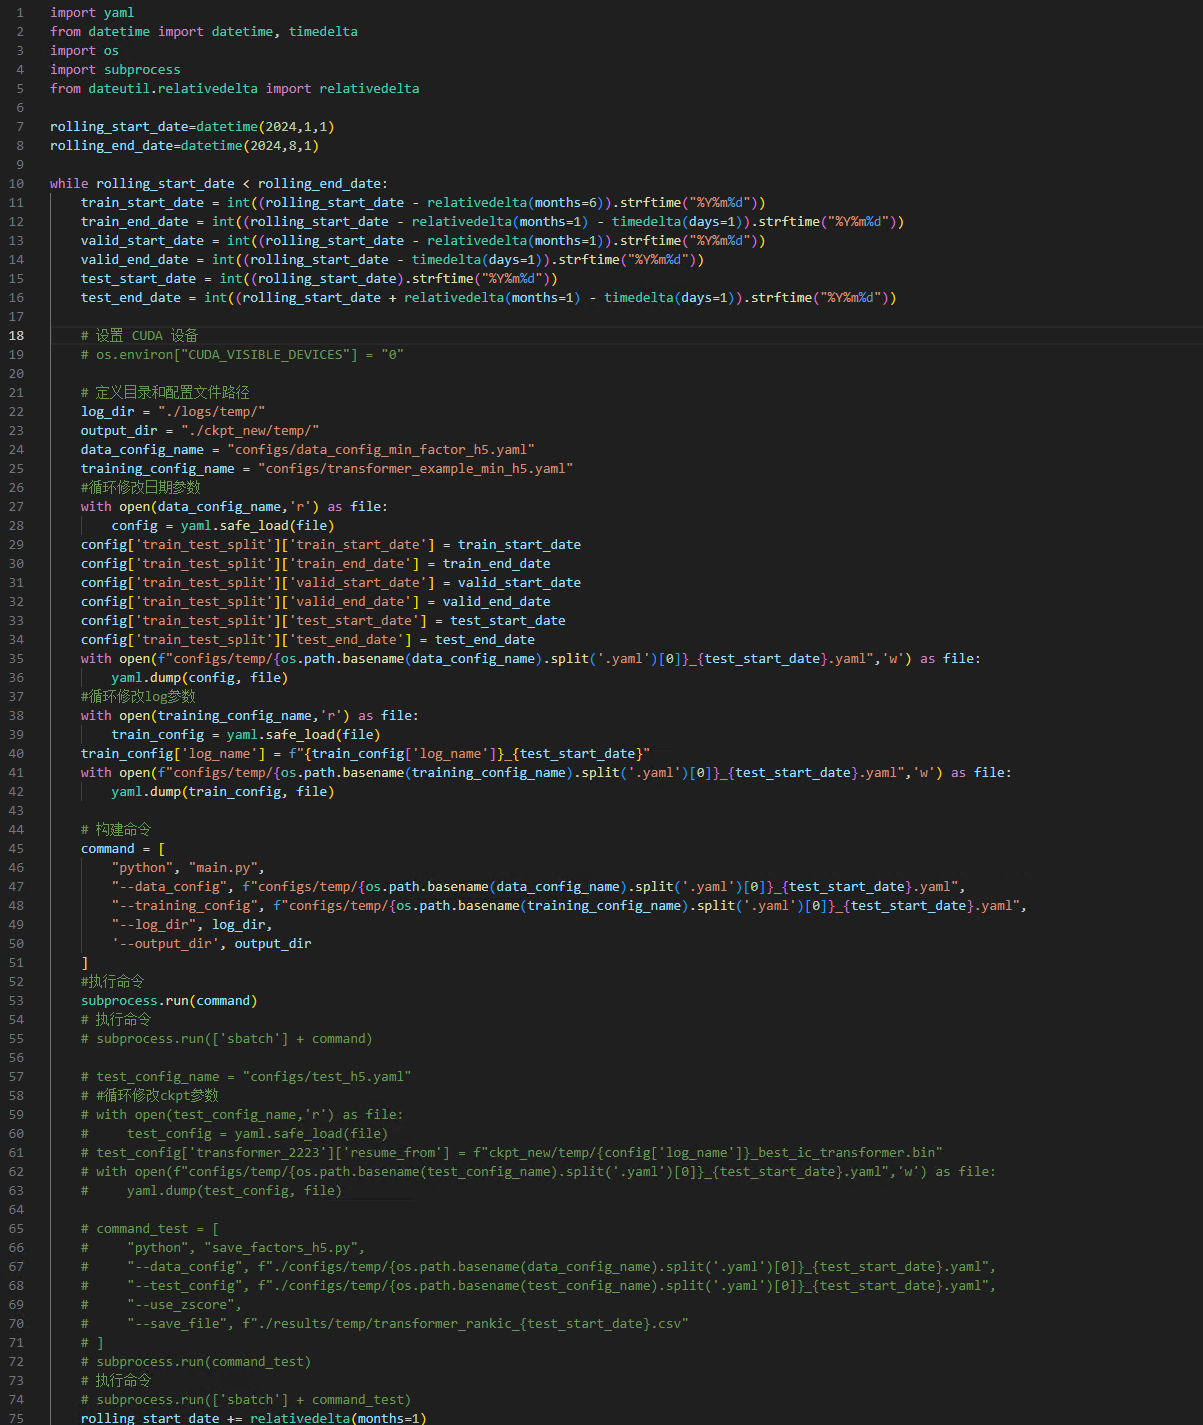 1 import yaml
2 from datetime import datetime, timedelta
3 import os
4 import subprocess
5 from dateutil.relativedelta import relativedelta
6
7 rolling_start_date=datetime(2024,1,1)
8 rolling_end_date=datetime(2024,8,1)
9
10 while rolling_start_date < rolling_end_date:
11     train_start_date = int((rolling_start_date - relativedelta(months=6)).strftime("%Y%m%d"))
12     train_end_date = int((rolling_start_date - relativedelta(months=1) - timedelta(days=1)).strftime("%Y%m%d"))
13     valid_start_date = int((rolling_start_date - relativedelta(months=1)).strftime("%Y%m%d"))
14     valid_end_date = int((rolling_start_date - timedelta(days=1)).strftime("%Y%m%d"))
15     test_start_date = int((rolling_start_date).strftime("%Y%m%d"))
16     test_end_date = int((rolling_start_date + relativedelta(months=1) - timedelta(days=1)).strftime("%Y%m%d"))
17
18     # 设置 CUDA 设备
19     # os.environ["CUDA_VISIBLE_DEVICES"] = "0"
20
21     # 定义目录和配置文件路径
22     log_dir = "./logs/temp/"
23     output_dir = "./ckpt_new/temp/"
24     data_config_name = "configs/data_config_min_factor_h5.yaml"
25     training_config_name = "configs/transformer_example_min_h5.yaml"
26     #循环修改日期参数
27     with open(data_config_name,'r') as file:
28         config = yaml.safe_load(file)
29     config['train_test_split']['train_start_date'] = train_start_date
30     config['train_test_split']['train_end_date'] = train_end_date
31     config['train_test_split']['valid_start_date'] = valid_start_date
32     config['train_test_split']['valid_end_date'] = valid_end_date
33     config['train_test_split']['test_start_date'] = test_start_date
34     config['train_test_split']['test_end_date'] = test_end_date
35     with open(f"configs/temp/{os.path.basename(data_config_name).split('.yaml')[0]}_{test_start_date}.yaml",'w') as file:
36         yaml.dump(config, file)
37     #循环修改log参数
38     with open(training_config_name,'r') as file:
39         train_config = yaml.safe_load(file)
40     train_config['log_name'] = f"{train_config['log_name']}_{test_start_date}"
41     with open(f"configs/temp/{os.path.basename(training_config_name).split('.yaml')[0]}_{test_start_date}.yaml",'w') as file:
42         yaml.dump(train_config, file)
43
44     # 构建命令
45     command = [
46         "python", "main.py",
47         "--data_config", f"configs/temp/{os.path.basename(data_config_name).split('.yaml')[0]}_{test_start_date}.yaml",
48         "--training_config", f"configs/temp/{os.path.basename(training_config_name).split('.yaml')[0]}_{test_start_date}.yaml",
49         "--log_dir", log_dir,
50         '--output_dir', output_dir
51     ]
52     #执行命令
53     subprocess.run(command)
54     # 执行命令
55     # subprocess.run(['sbatch'] + command)
56
57     # test_config_name = "configs/test_h5.yaml"
58     # #循环修改ckpt参数
59     # with open(test_config_name,'r') as file:
60     #     test_config = yaml.safe_load(file)
61     # test_config['transformer_2223']['resume_from'] = f"ckpt_new/temp/{config['log_name']}_best_ic_transformer.bin"
62     # with open(f"configs/temp/{os.path.basename(test_config_name).split('.yaml')[0]}_{test_start_date}.yaml",'w') as file:
63     #     yaml.dump(test_config, file)
64
65     # command_test = [
66     #     "python", "save_factors_h5.py",
67     #     "--data_config", f"./configs/temp/{os.path.basename(data_config_name).split('.yaml')[0]}_{test_start_date}.yaml",
68     #     "--test_config", f"./configs/temp/{os.path.basename(test_config_name).split('.yaml')[0]}_{test_start_date}.yaml",
69     #     "--use_zscore",
70     #     "--save_file", f"./results/temp/transformer_rankic_{test_start_date}.csv"
71     # ]
72     # subprocess.run(command_test)
73     # 执行命令
74     # subprocess.run(['sbatch'] + command_test)
75     rolling_start_date += relativedelta(months=1)